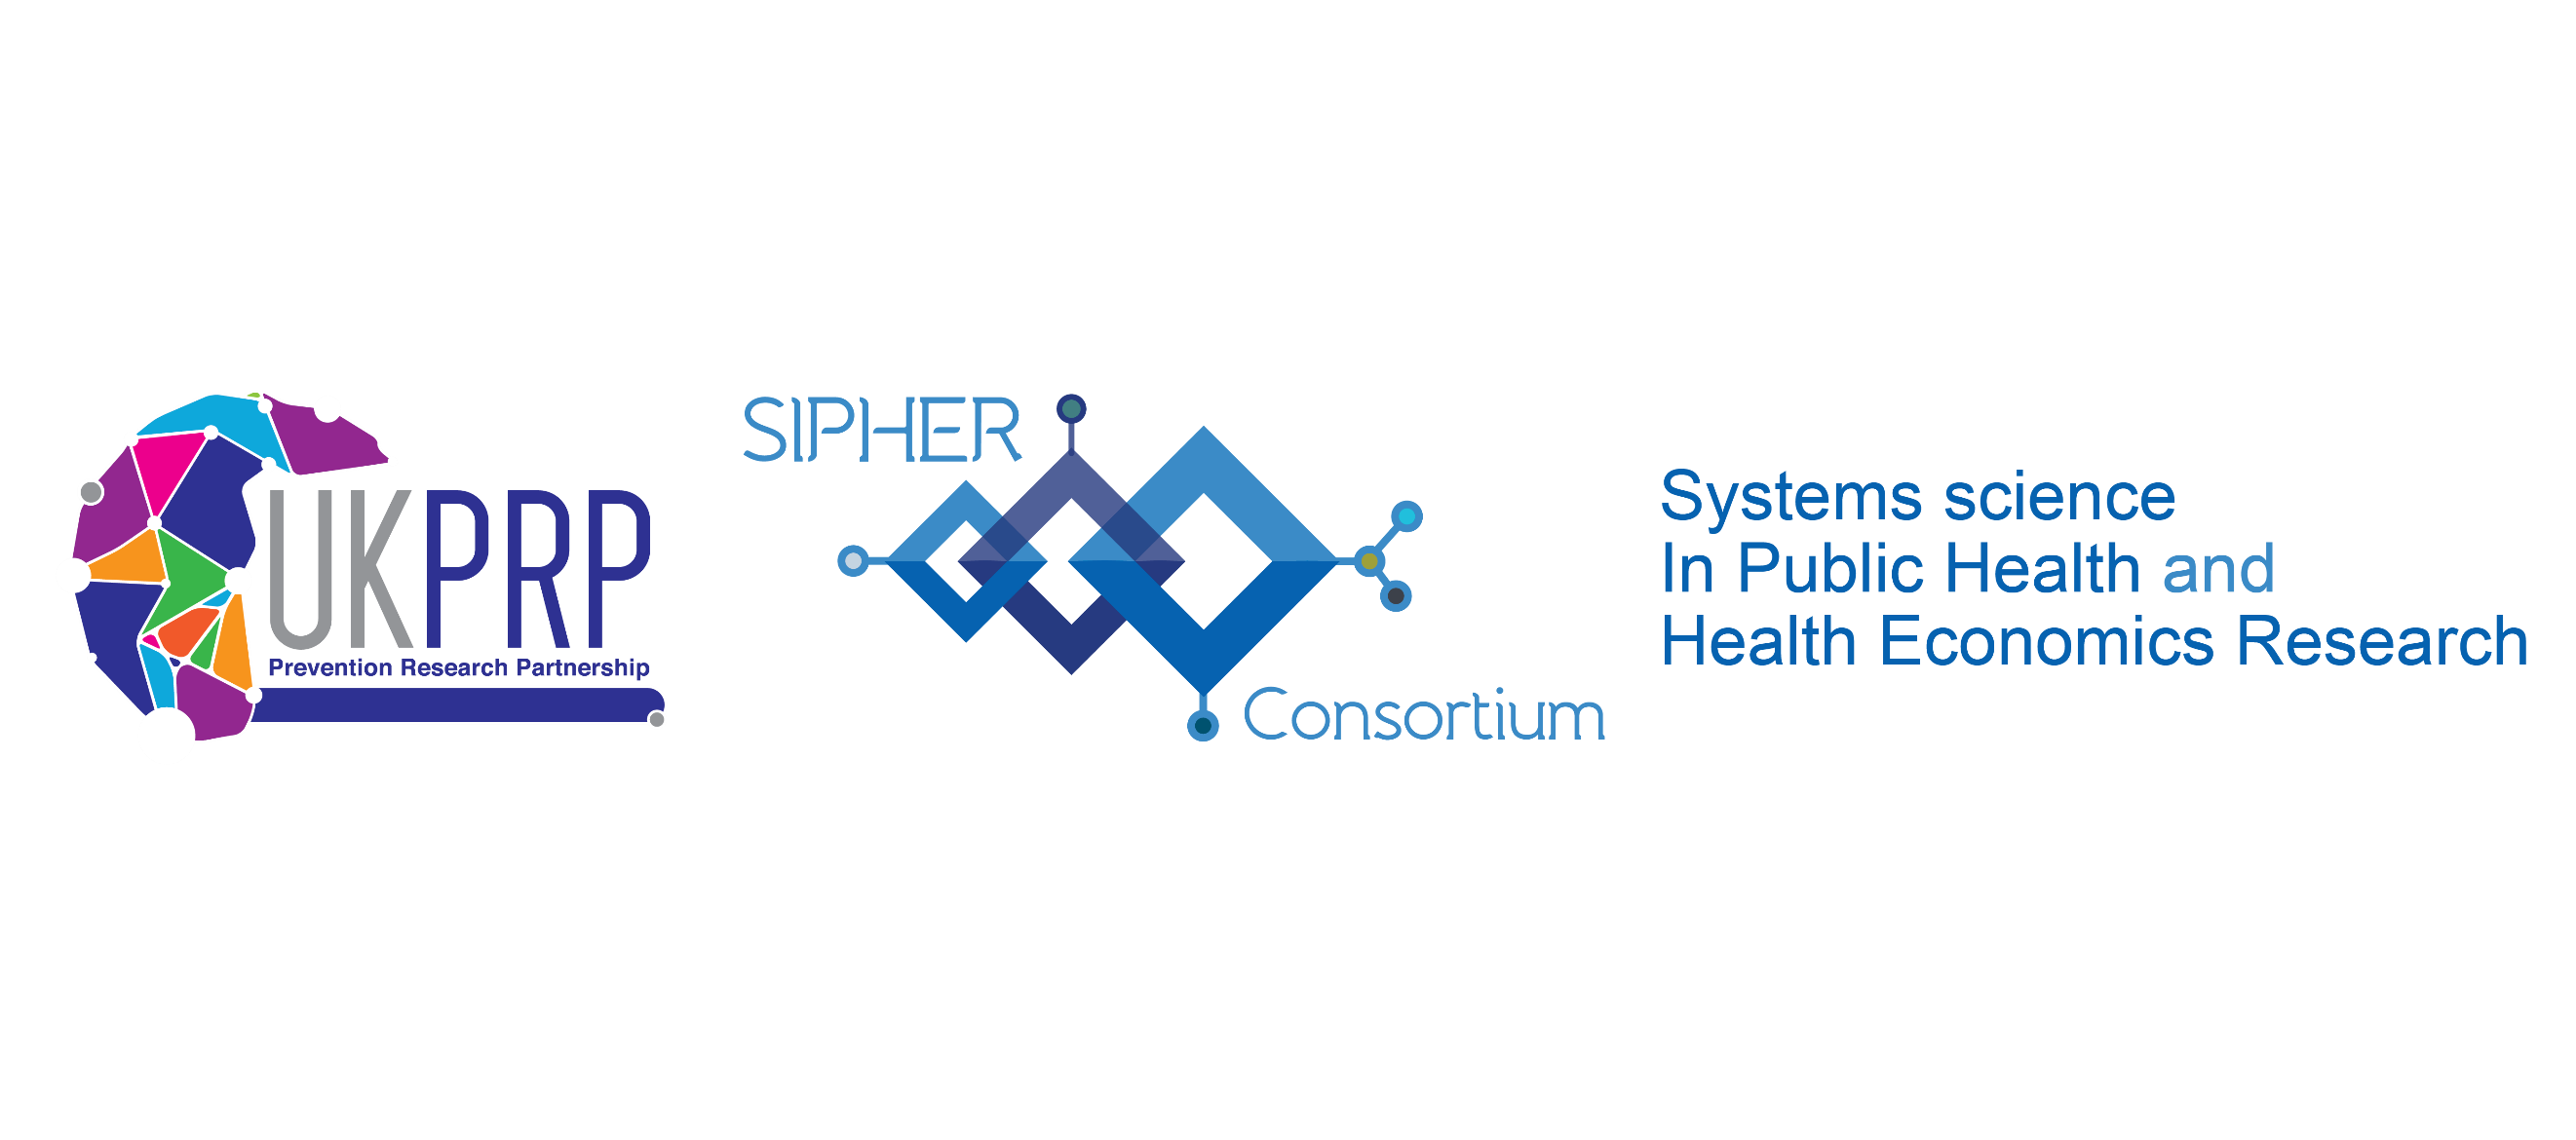 UKPRP
Prevention Research Partnership
SIPHER
Consortium
Systems science
In Public Health and
Health Economics Research